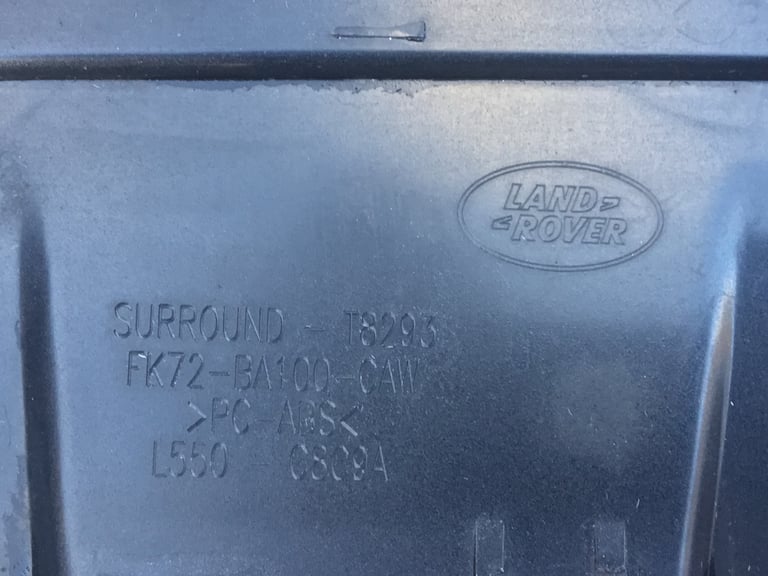 LAND
ROVER
SURROUND - T8293
FK72-BA100-CAW
>PC-ABS<
L550 - C8C9A